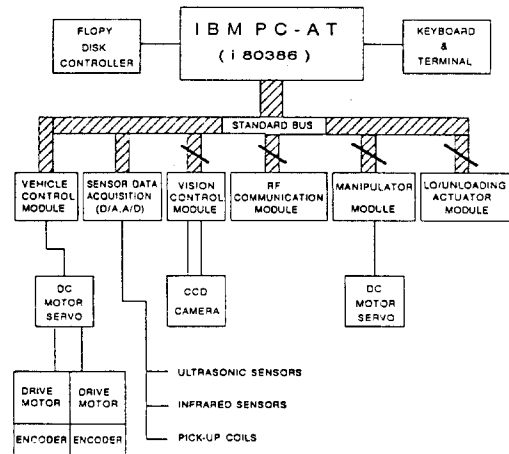 FLOPY
DISK
CONTROLLER
IBM PC-AT
(i 80386)
KEYBOARD
&
TERMINAL
STANDARD BUS
VEHICLE
CONTROL
MODULE
SENSOR DATA
ACQUISITION
(D/A,A/D)
VISION
CONTROL
MODULE
RF
COMMUNICATION
MODULE
MANIPULATOR
MODULE
LO/UNLOADING
ACTUATOR
MODULE
DC
MOTOR
SERVO
CCD
CAMERA
DC
MOTOR
SERVO
DRIVE
MOTOR
DRIVE
MOTOR
ENCODER
ENCODER
ULTRASONIC SENSORS
INFRARED SENSORS
PICK-UP COILS